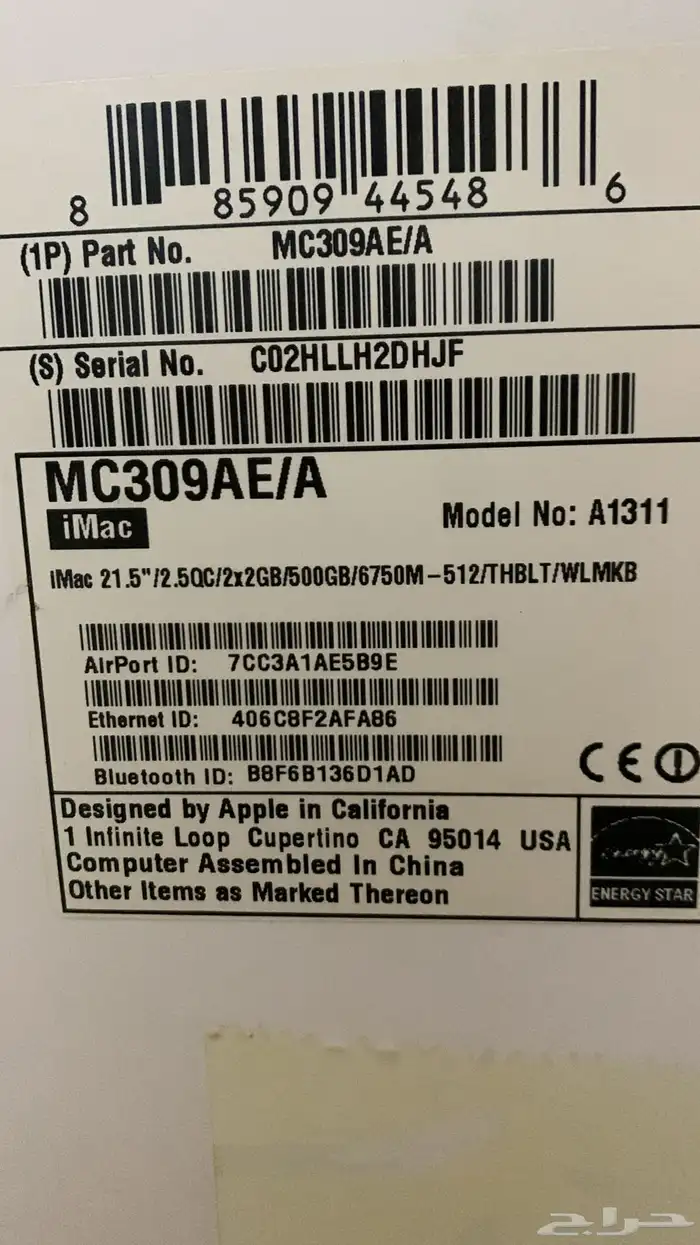 8 85909 44548 6
(1P) Part No. MC309AE/A
(S) Serial No. C02HLLH2DHJF
MC309AE/A
iMac
Model No: A1311
iMac 21.5"/2.5QC/2x2GB/500GB/6750M-512/THBLT/WLMKB
AirPort ID: 7CC3A1AE5B9E
Ethernet ID: 406C8F2AFA86
Bluetooth ID: B8F6B136D1AD
CE
Designed by Apple in California
1 Infinite Loop Cupertino CA 95014 USA
Computer Assembled In China
Other Items as Marked Thereon
energy
ENERGY STAR
حراج